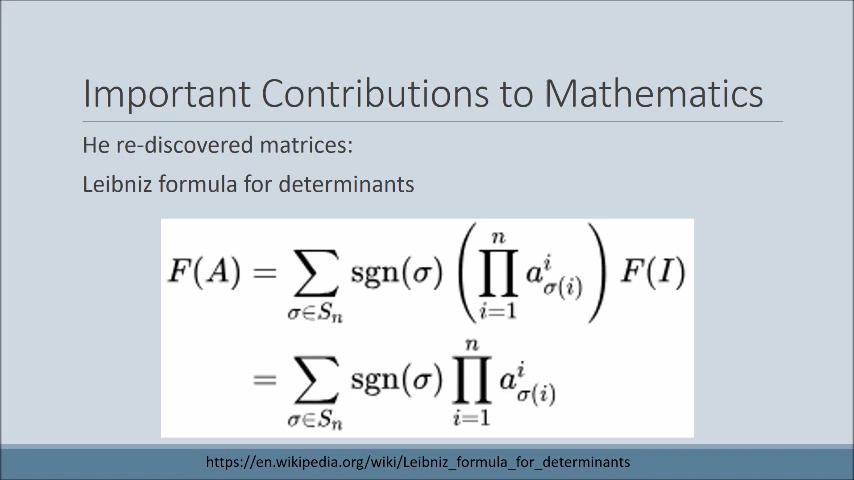 Important Contributions to Mathematics
He re-discovered matrices:
Leibniz formula for determinants
F(A) = ∑_{σ∈S_n} sgn(σ) (∏_{i=1}^{n} a^i_{σ(i)}) F(I)
= ∑_{σ∈S_n} sgn(σ) ∏_{i=1}^{n} a^i_{σ(i)}
https://en.wikipedia.org/wiki/Leibniz_formula_for_determinants